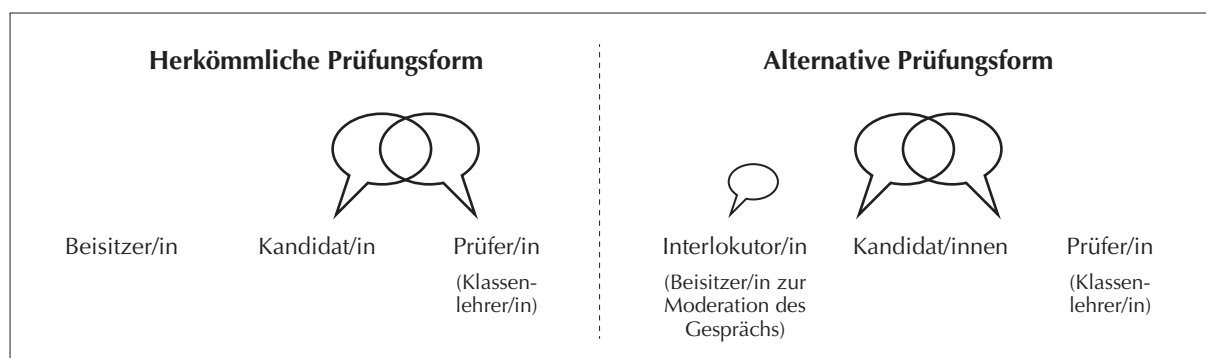 Herkömmliche Prüfungsform
Beisitzer/in
Kandidat/in
Prüfer/in
(Klassen-
lehrer/in)
Alternative Prüfungsform
Interlokutor/in
(Beisitzer/in zur
Moderation des
Gesprächs)
Kandidat/innen
Prüfer/in
(Klassen-
lehrer/in)